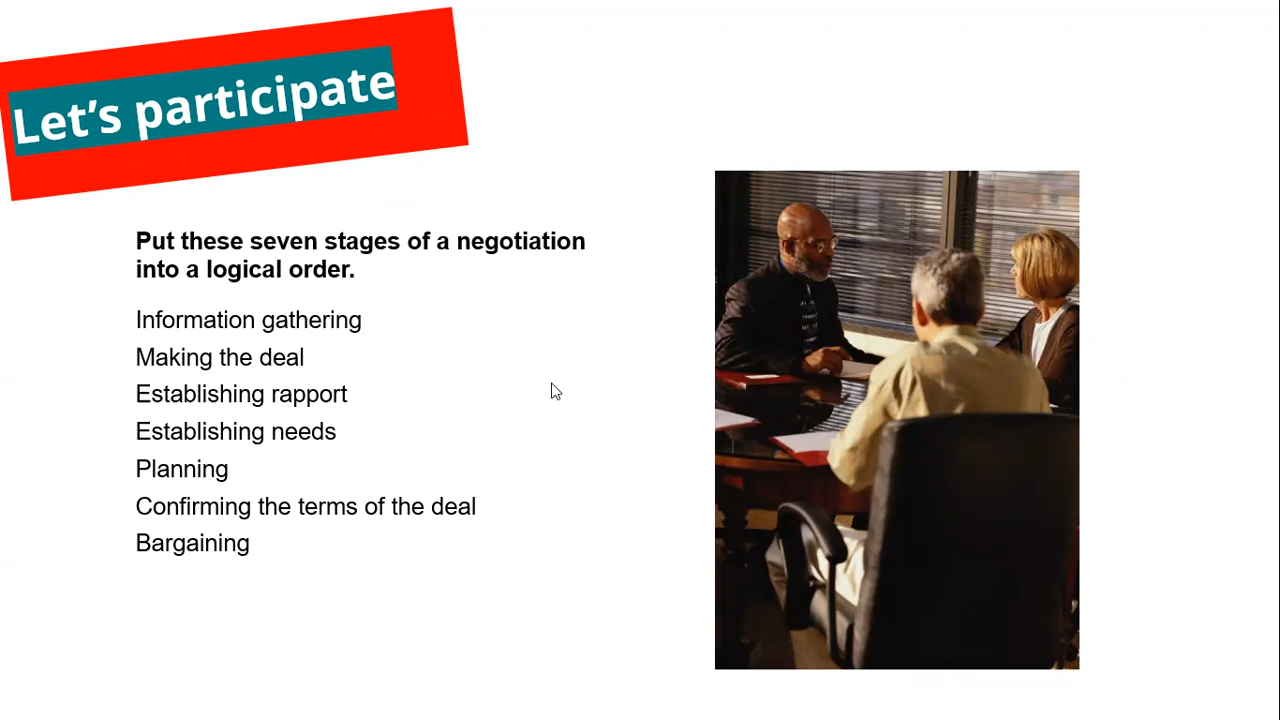 Let’s participate
Put these seven stages of a negotiation
into a logical order.
Information gathering
Making the deal
Establishing rapport
Establishing needs
Planning
Confirming the terms of the deal
Bargaining